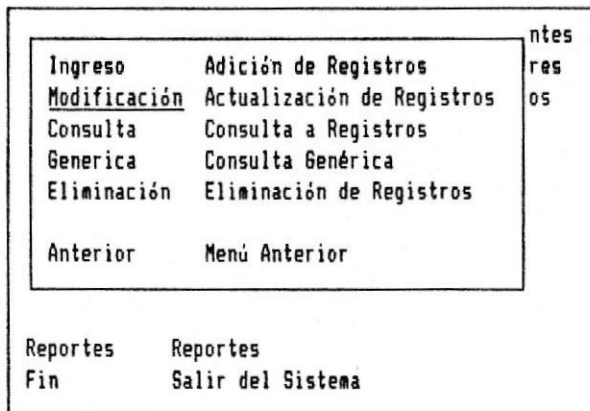 ntes
Ingreso Adición de Registros res
Modificación Actualización de Registros os
Consulta Consulta a Registros
Generica Consulta Genérica
Eliminación Eliminación de Registros
Anterior Menú Anterior
Reportes Reportes
Fin Salir del Sistema